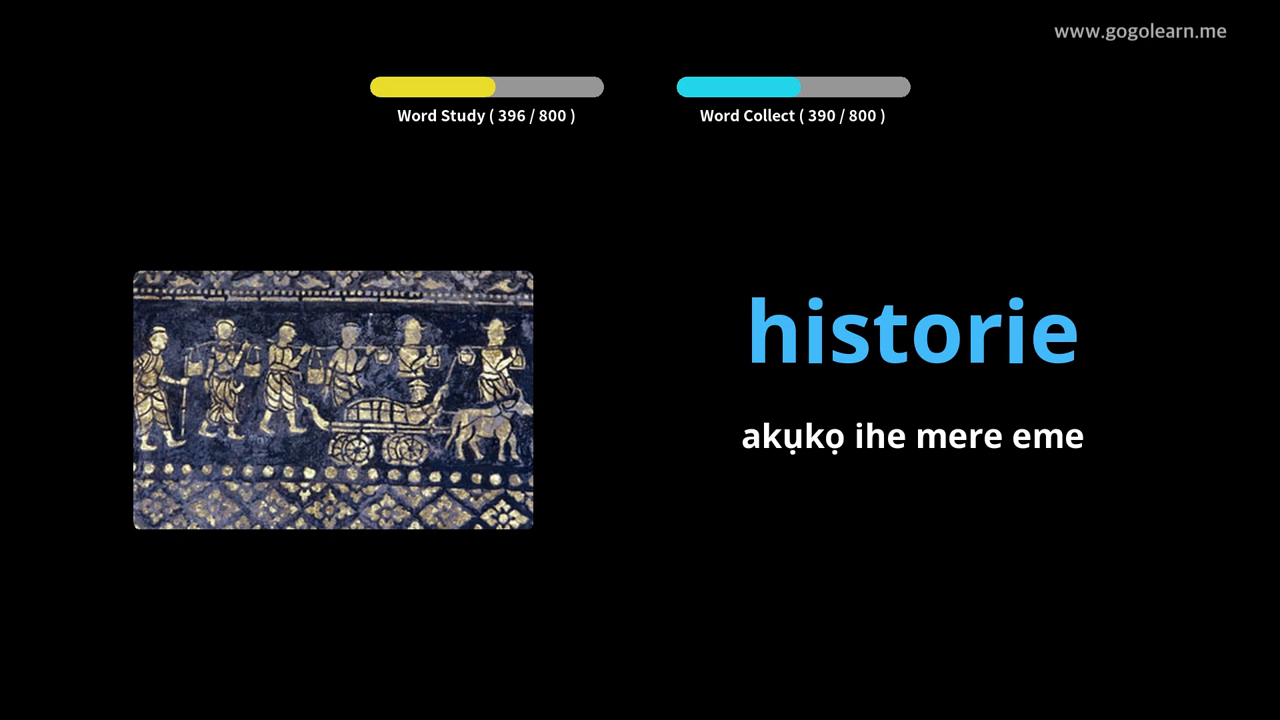 www.gogolearn.me
Word Study ( 396 / 800 )
Word Collect ( 390 / 800 )
historie
akụkọ ihe mere eme